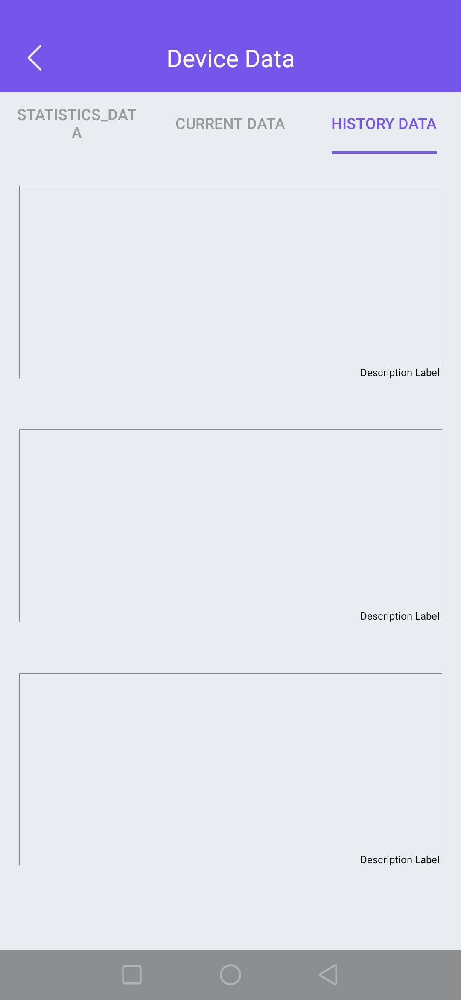 Device Data
STATISTICS_DAT
A
CURRENT DATA
HISTORY DATA
Description Label
Description Label
Description Label